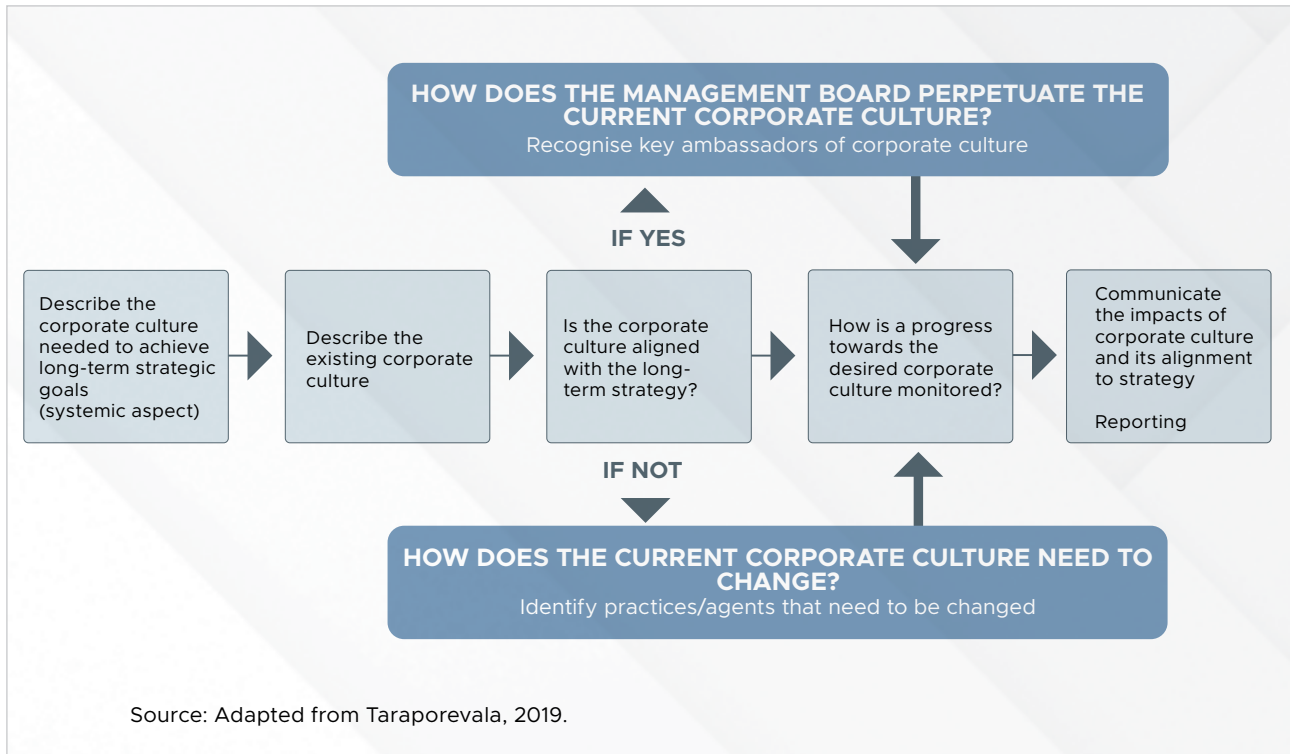 HOW DOES THE MANAGEMENT BOARD PERPETUATE THE
CURRENT CORPORATE CULTURE?
Recognise key ambassadors of corporate culture
IF YES
Describe the
corporate culture
needed to achieve
long-term strategic
goals
(systemic aspect)
Describe the
existing corporate
culture
Is the corporate
culture aligned
with the long-
term strategy?
How is a progress
towards the
desired corporate
culture monitored?
Communicate
the impacts of
corporate culture
and its alignment
to strategy
Reporting
IF NOT
HOW DOES THE CURRENT CORPORATE CULTURE NEED TO
CHANGE?
Identify practices/agents that need to be changed
Source: Adapted from Taraporevala, 2019.